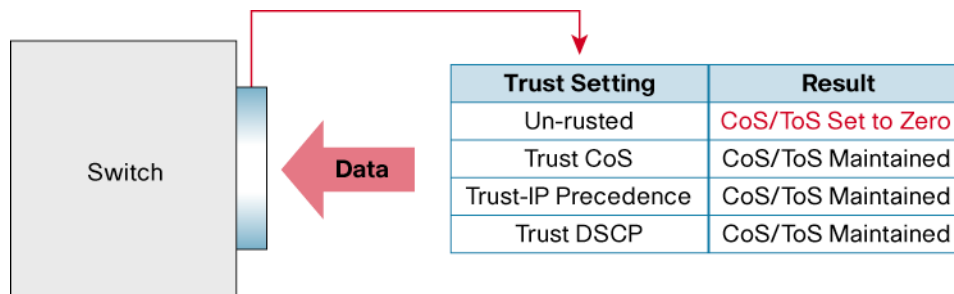 Switch
Data
Trust Setting Result
Un-rusted CoS/ToS Set to Zero
Trust CoS CoS/ToS Maintained
Trust-IP Precedence CoS/ToS Maintained
Trust DSCP CoS/ToS Maintained